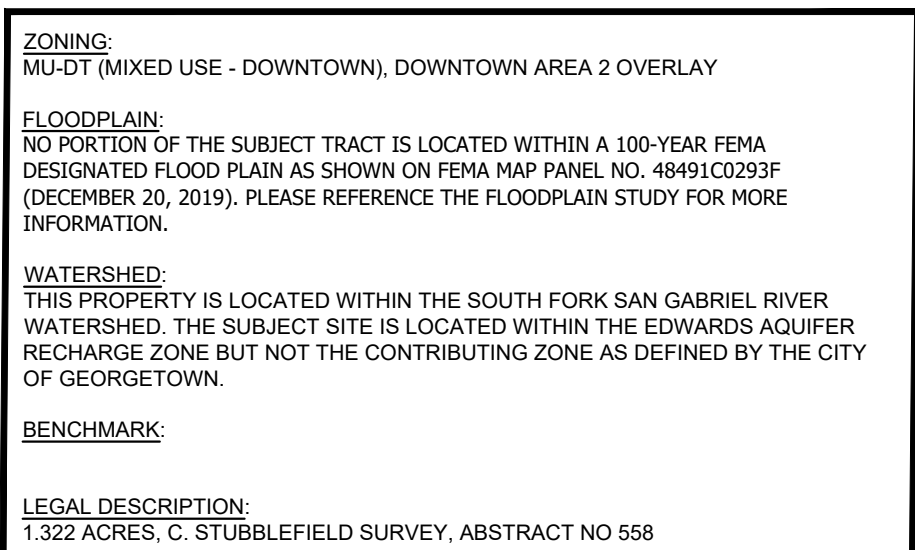 ZONING:
MU-DT (MIXED USE - DOWNTOWN), DOWNTOWN AREA 2 OVERLAY
FLOODPLAIN:
NO PORTION OF THE SUBJECT TRACT IS LOCATED WITHIN A 100-YEAR FEMA
DESIGNATED FLOOD PLAIN AS SHOWN ON FEMA MAP PANEL NO. 48491C0293F
(DECEMBER 20, 2019). PLEASE REFERENCE THE FLOODPLAIN STUDY FOR MORE
INFORMATION.
WATERSHED:
THIS PROPERTY IS LOCATED WITHIN THE SOUTH FORK SAN GABRIEL RIVER
WATERSHED. THE SUBJECT SITE IS LOCATED WITHIN THE EDWARDS AQUIFER
RECHARGE ZONE BUT NOT THE CONTRIBUTING ZONE AS DEFINED BY THE CITY
OF GEORGETOWN.
BENCHMARK:
LEGAL DESCRIPTION:
1.322 ACRES, C. STUBBLEFIELD SURVEY, ABSTRACT NO 558